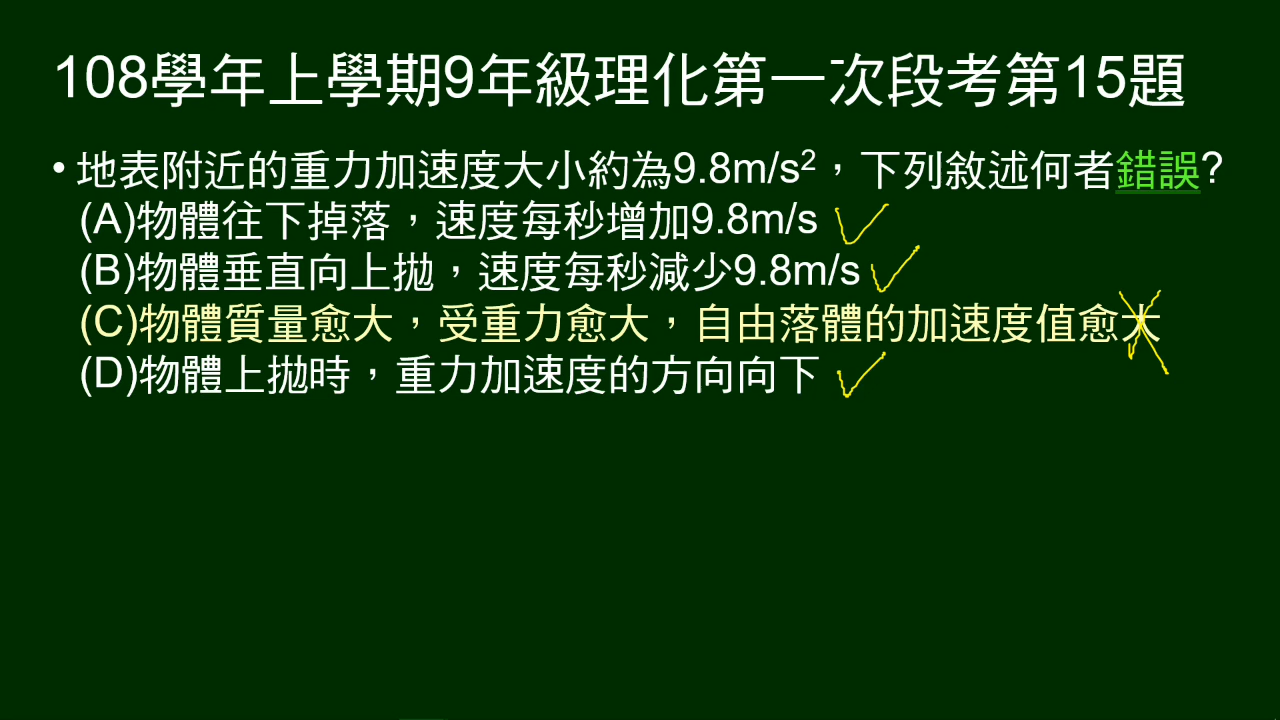 108學年上學期9年級理化第一次段考第15題
• 地表附近的重力加速度大小約為9.8m/s²，下列敘述何者錯誤?
(A)物體往下掉落，速度每秒增加9.8m/s
(B)物體垂直向上拋，速度每秒減少9.8m/s
(C)物體質量愈大，受重力愈大，自由落體的加速度值愈大
(D)物體上拋時，重力加速度的方向向下